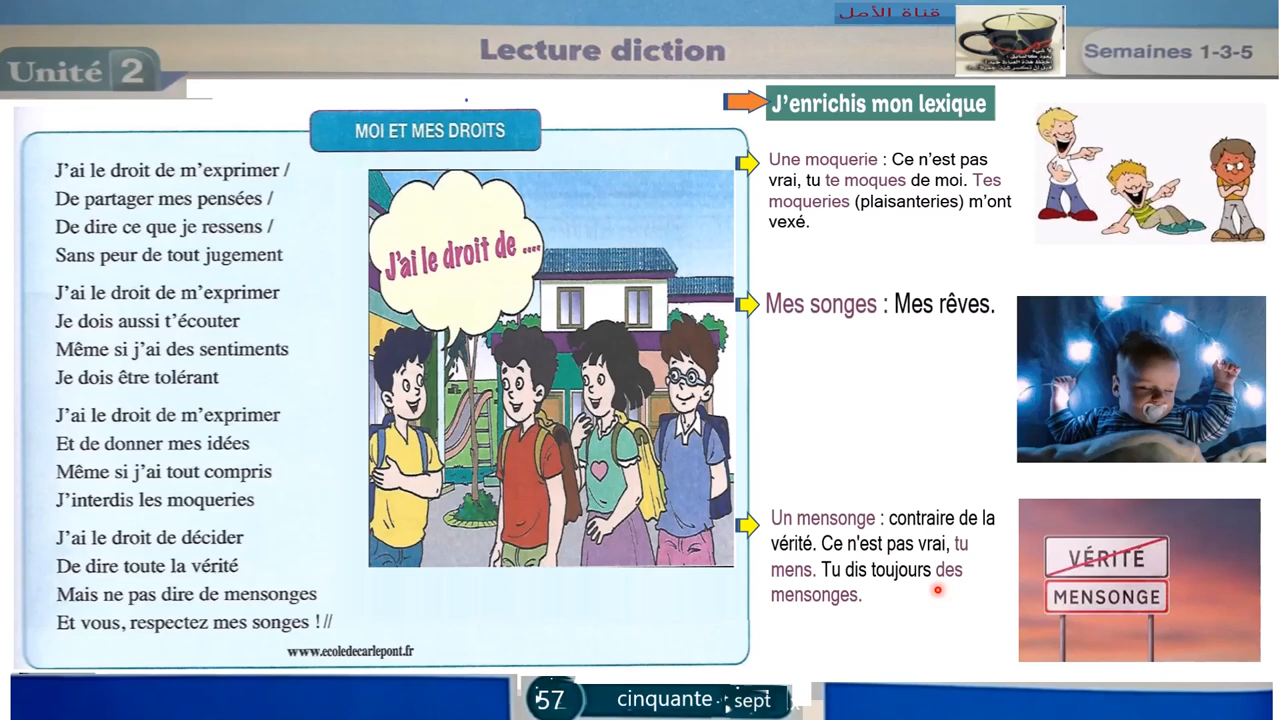 قناة الأمل
Lecture diction
Semaines 1-3-5
Unité 2
J'enrichis mon lexique
MOI ET MES DROITS
J'ai le droit de m'exprimer /
De partager mes pensées /
De dire ce que je ressens /
Sans peur de tout jugement
J'ai le droit de m'exprimer
Je dois aussi t'écouter
Même si j'ai des sentiments
Je dois être tolérant
J'ai le droit de m'exprimer
Et de donner mes idées
Même si j'ai tout compris
J'interdis les moqueries
J'ai le droit de décider
De dire toute la vérité
Mais ne pas dire de mensonges
Et vous, respectez mes songes ! //
www.ecoledecarlepont.fr
J'ai le droit de ....
Une moquerie : Ce n'est pas
vrai, tu te moques de moi. Tes
moqueries (plaisanteries) m'ont
vexé.
Mes songes : Mes rêves.
Un mensonge : contraire de la
vérité. Ce n'est pas vrai, tu
mens. Tu dis toujours des
mensonges.
VÉRITÉ
MENSONGE
57 cinquante - sept